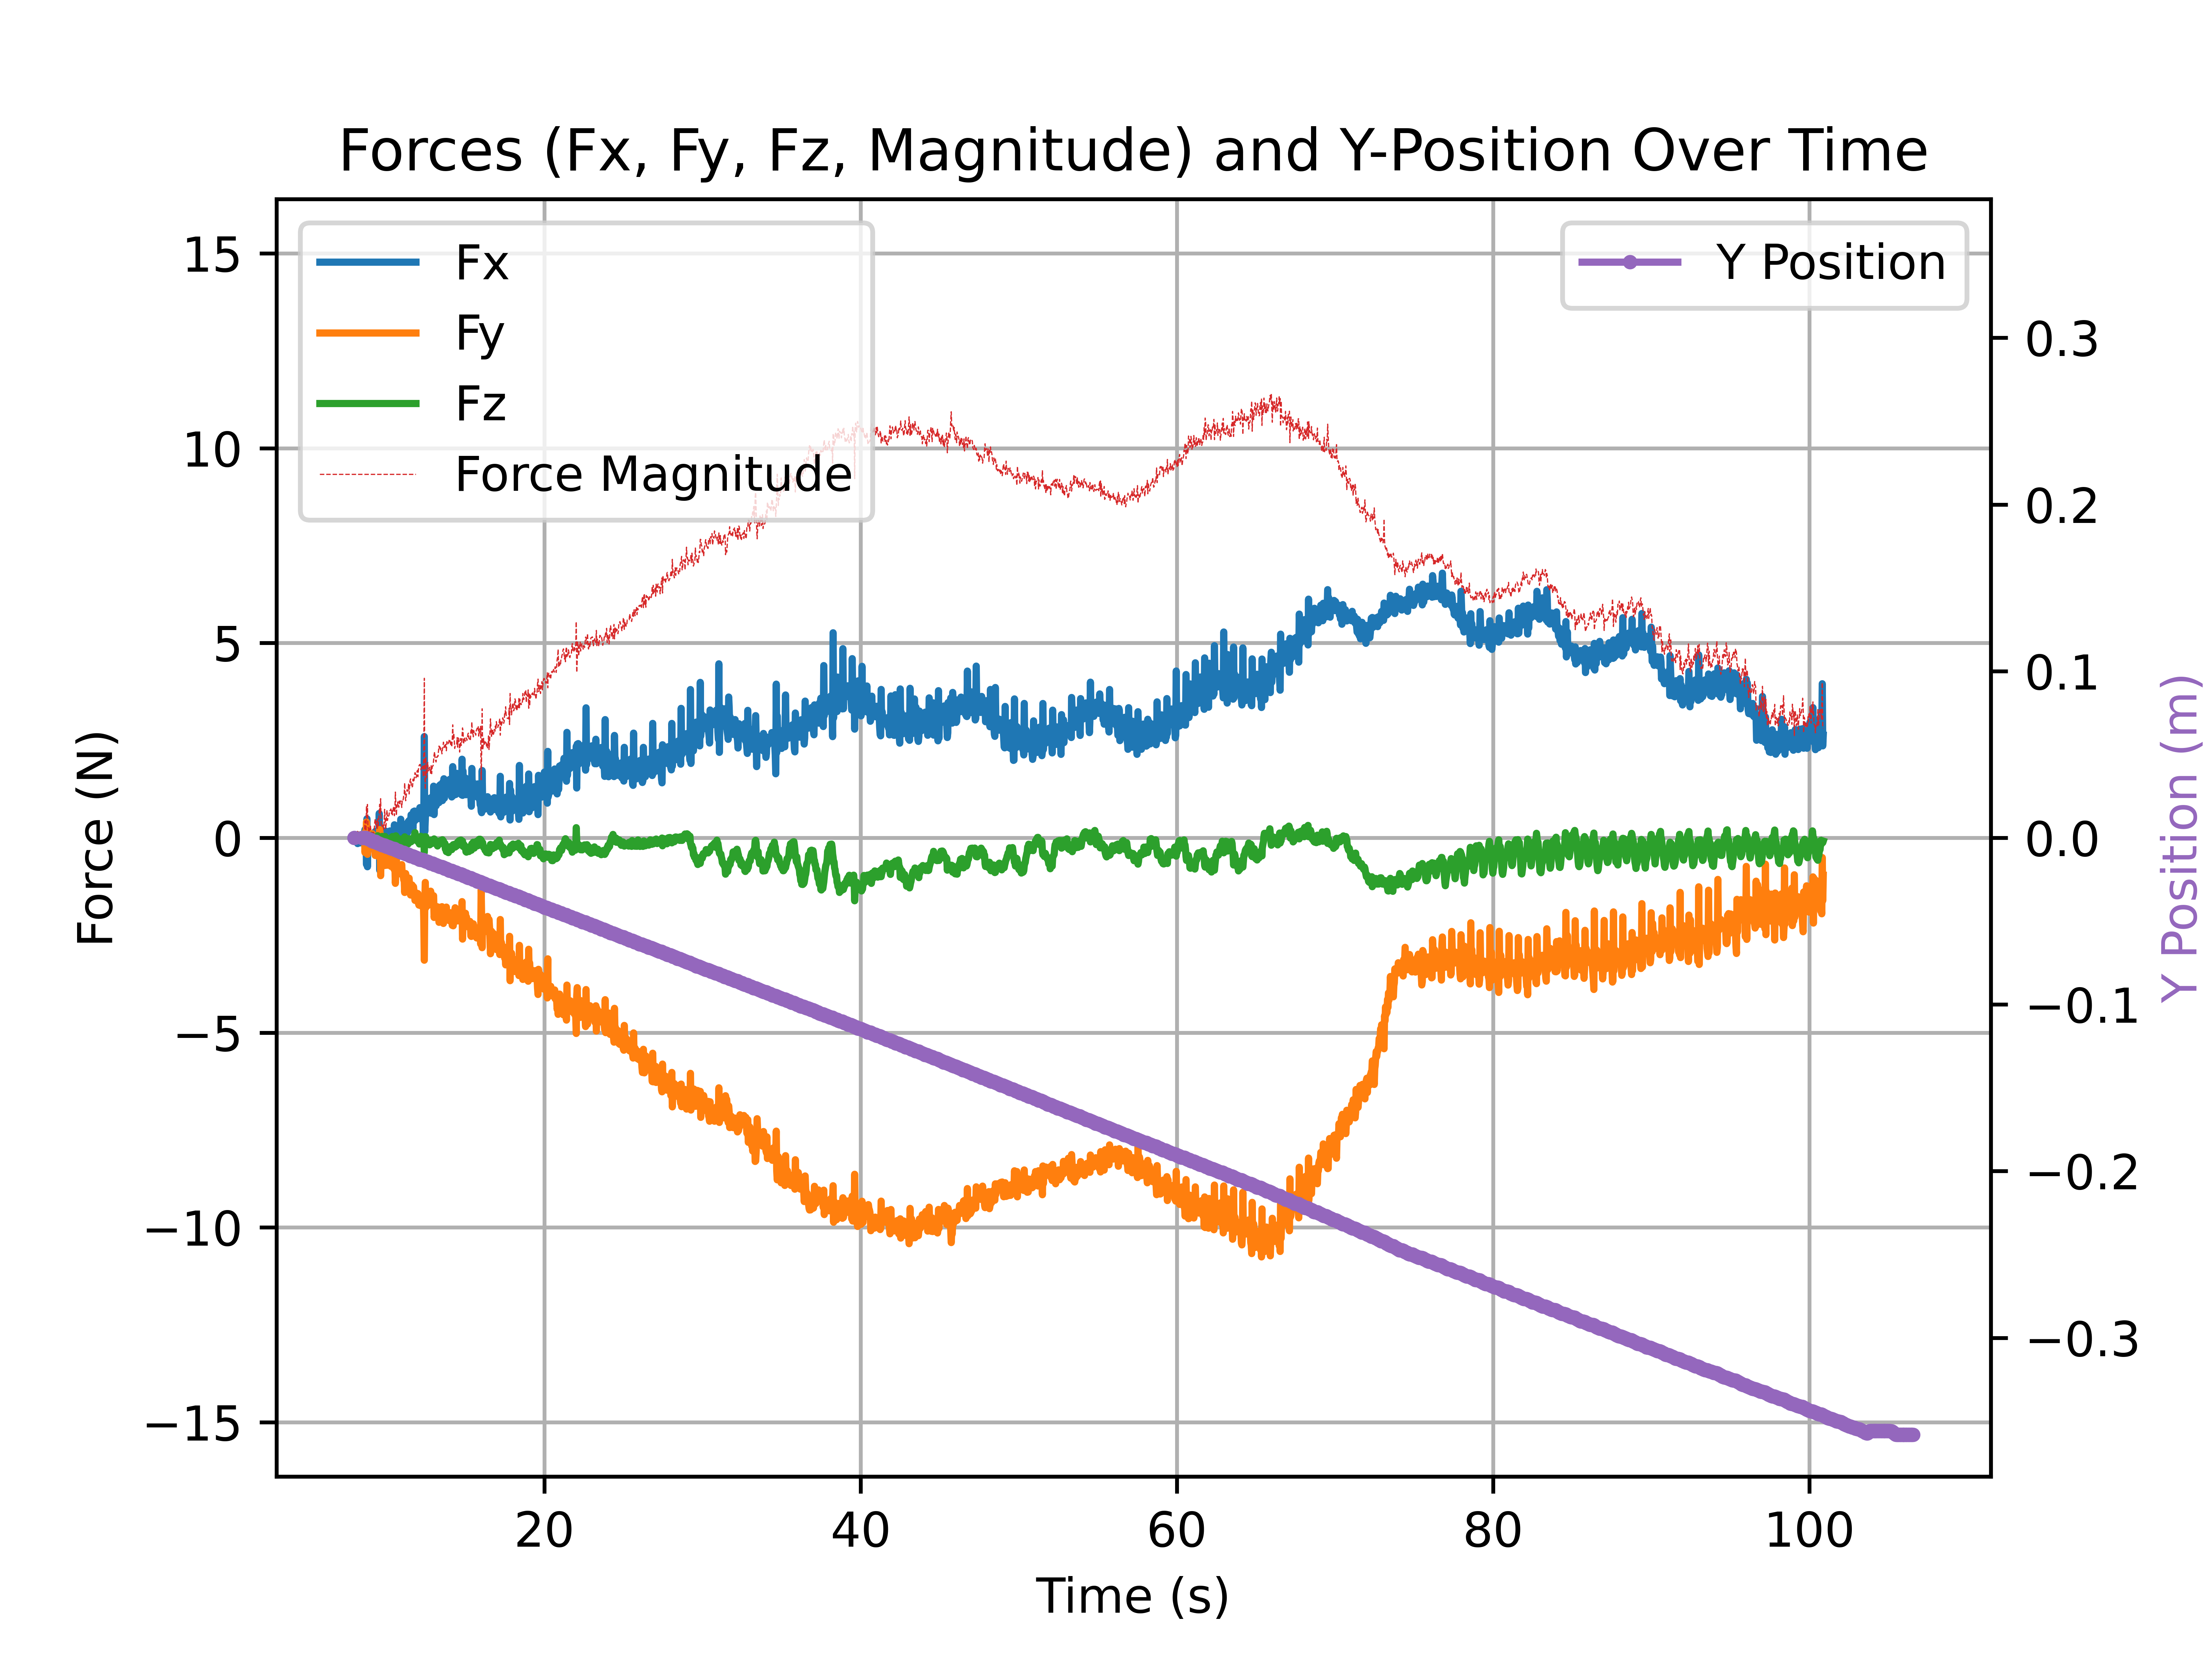 Forces (Fx, Fy, Fz, Magnitude) and Y-Position Over Time
Fx
Fy
Fz
Force Magnitude
Y Position
15
10
5
0
−5
−10
−15
Force (N)
0.3
0.2
0.1
0.0
−0.1
−0.2
−0.3
Y Position (m)
20
40
60
80
100
Time (s)